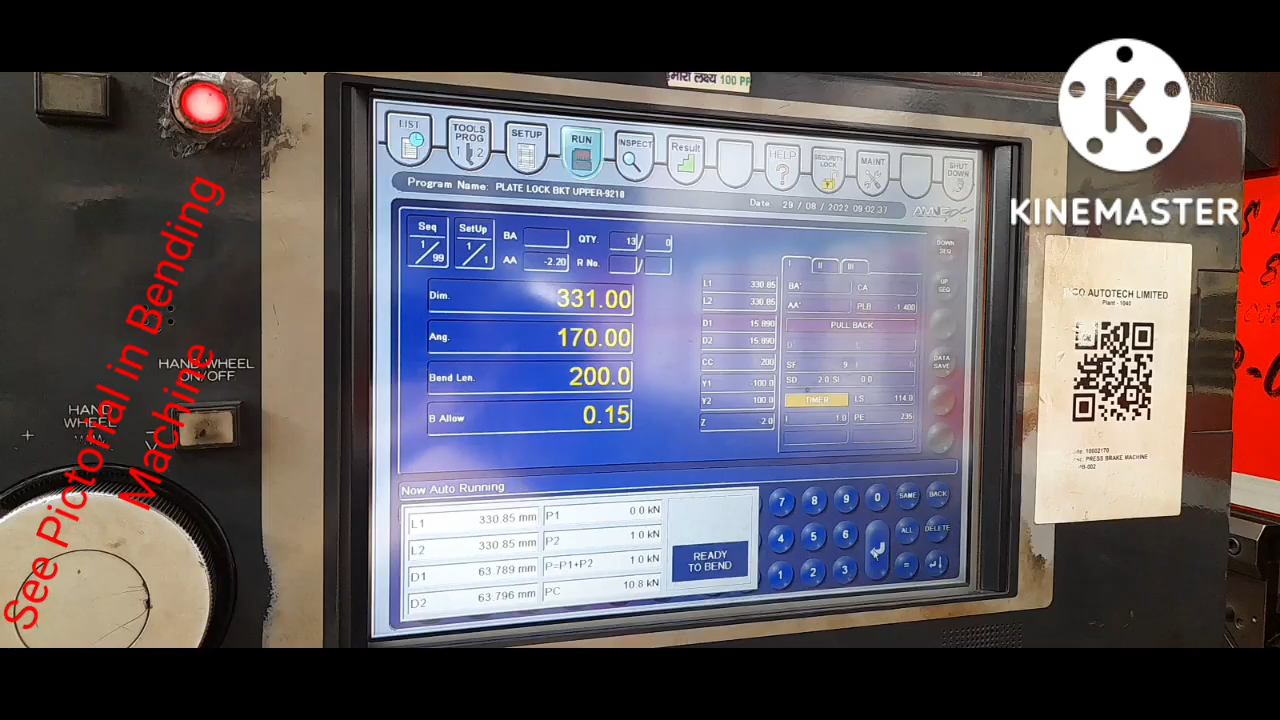 हमारा लक्ष्य 100 PP
KINEMASTER
LIST
TOOLS PROG 1 2
SETUP
RUN
INSPECT
Result
HELP
SECURITY LOCK
MAINT
SHUT DOWN
Program Name: PLATE LOCK BKT UPPER-9210
Date 29 / 08 / 2022 09:02:37
Seq 1/99
SetUp 1/1
BA
QTY. 13/ 0
AA -2.20
R No. /
Dim. 331.00
Ang. 170.00
Bend Len. 200.0
B Allow 0.15
L1 330.85
L2 330.85
D1 15.890
D2 15.890
CC 200
Y1 -100.0
Y2 100.0
Z 2.0
I II III
BA' CA
AA' PLB -1.400
PULL BACK
D L
SF 9
SD 2.0 SI 0.0
TIMER LS 114.0
1.0 PE 235
DOWN SEQ
UP SEQ
DATA SAVE
Now Auto Running
L1 330.85 mm P1 0.0 kN
L2 330.85 mm P2 1.0 kN
D1 63.789 mm P=P1+P2 1.0 kN
D2 63.796 mm PC 10.8 kN
READY
TO BEND
7 8 9 0 SAME BACK
4 5 6 ALL DELETE
1 2 3 =
HAND WHEEL
ON/OFF
HAND
WHEEL
+ −
See Pictorial in Bending
Machine
AUTOTECH LIMITED
Plant - 1040
10002170
PRESS BRAKE MACHINE